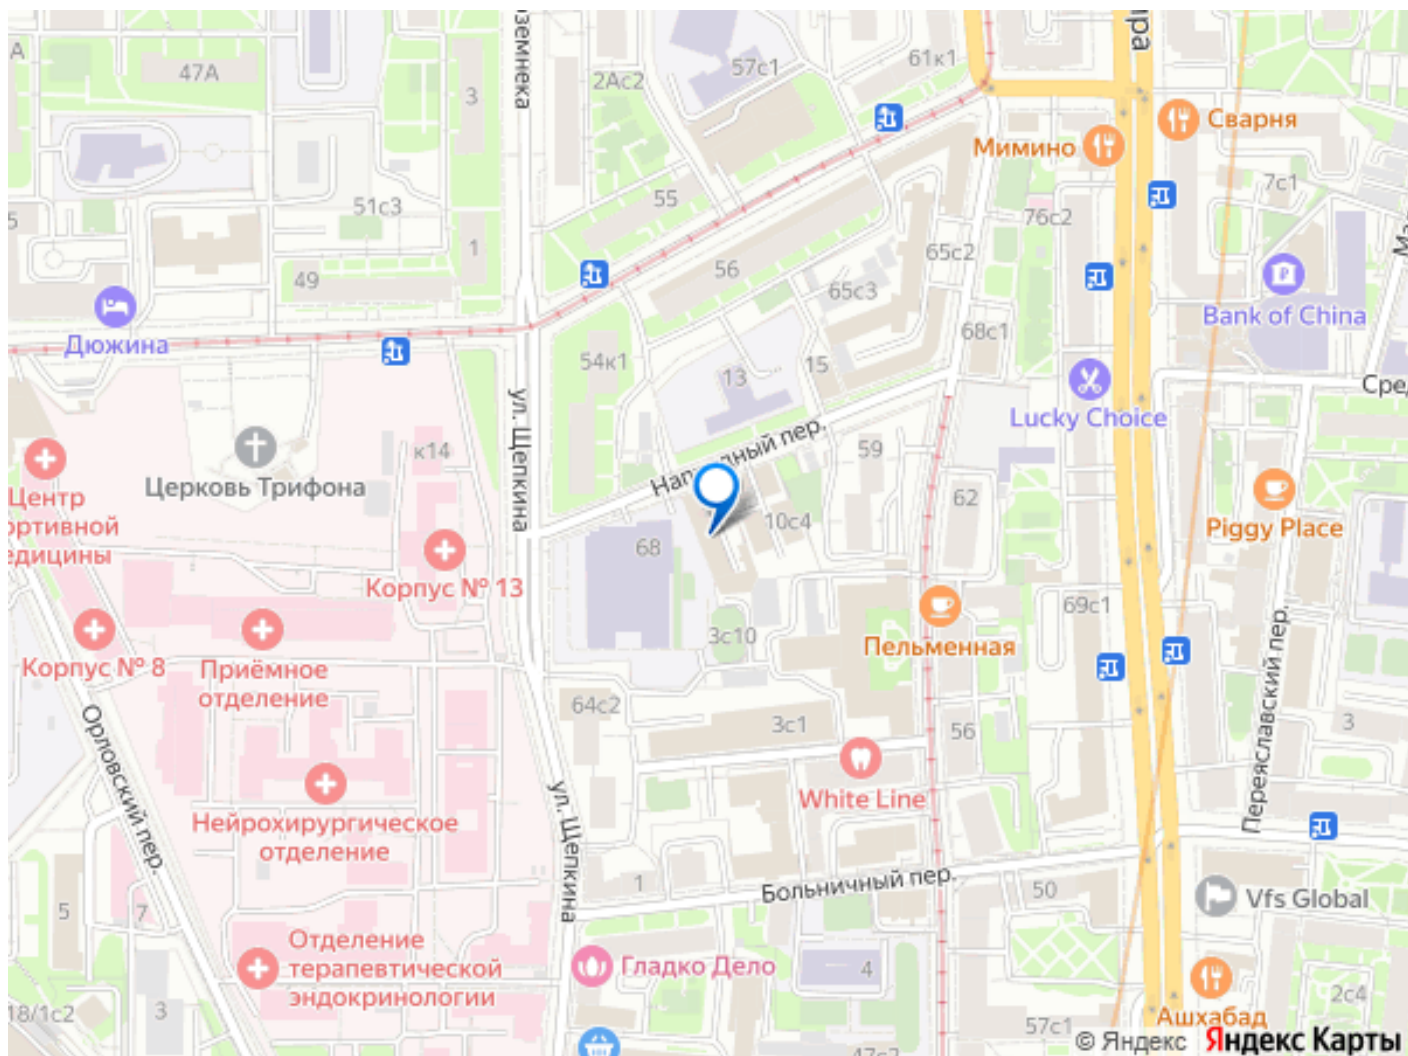 А
47А
3
2Ас2
57с1
61к1
Сварня
Мимино
7с1
51с3
55
76с2
5
1
49
56
65с2
65с3
Bank of China
Дюжина
68с1
54к1
13
15
Lucky Choice
ул. Щепкина
к14
Церковь Трифона
59
Центр
62
10с4
Piggy Place
68
Корпус № 13
69с1
Корпус № 8
Приёмное
отделение
3с10
Пельменная
Орловский пер.
64с2
3с1
56
Переяславский пер.
3
White Line
Нейрохирургическое
отделение
ул. Щепкина
1
Больничный пер.
50
Vfs Global
5
7
Отделение
терапевтической
эндокринологии
Гладко Дело
4
2с4
18/1с2
3
57с1
Ашхабад
© Яндекс Яндекс Карты